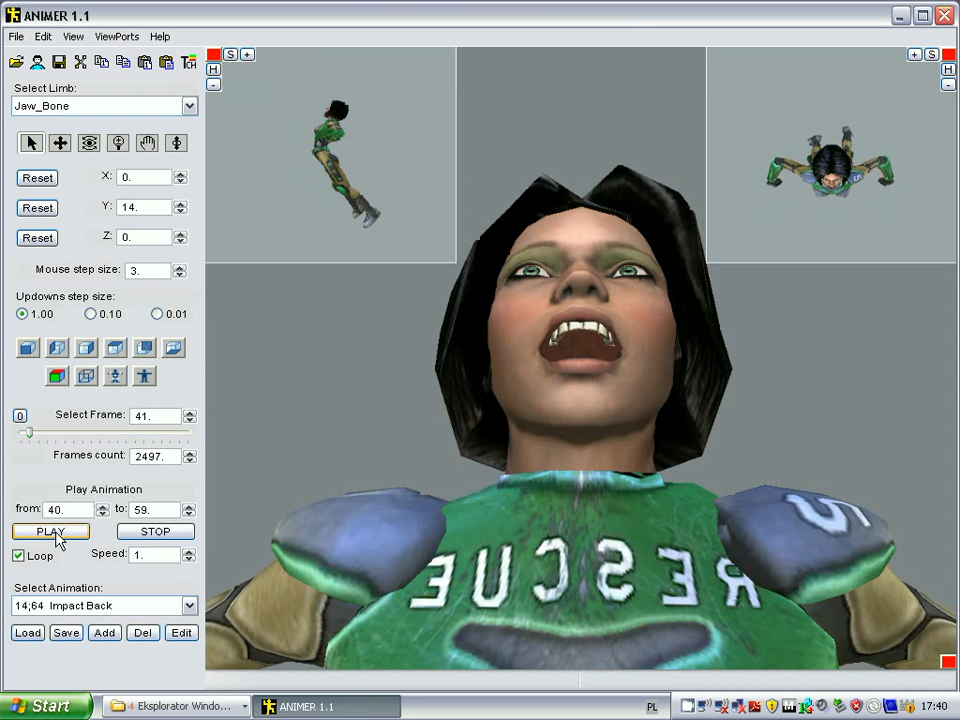 ANIMER 1.1
File Edit View ViewPorts Help
TCH
S +
H
-
+ S
H
-
Select Limb:
Jaw_Bone
Reset X: 0.
Reset Y: 14.
Reset Z: 0.
Mouse step size: 3.
Updowns step size:
1.00 0.10 0.01
0 Select Frame: 41.
Frames count: 2497.
Play Animation
from: 40. to: 59.
PLAY STOP
Loop Speed: 1.
Select Animation:
14;64 Impact Back
Load Save Add Del Edit
RESCUE
Start 4 Eksplorator Windo... ANIMER 1.1 PL 17:40